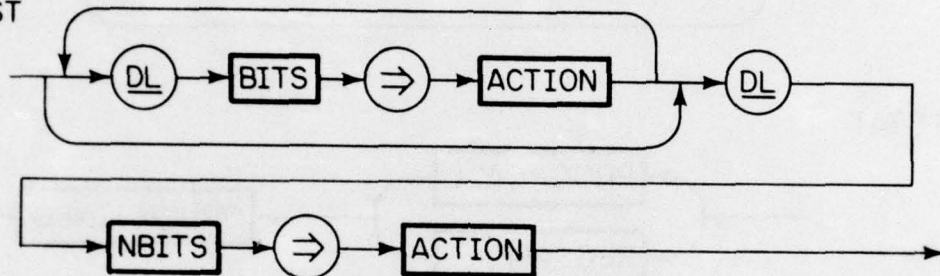 ST
DL BITS ⇒ ACTION DL
NBITS ⇒ ACTION